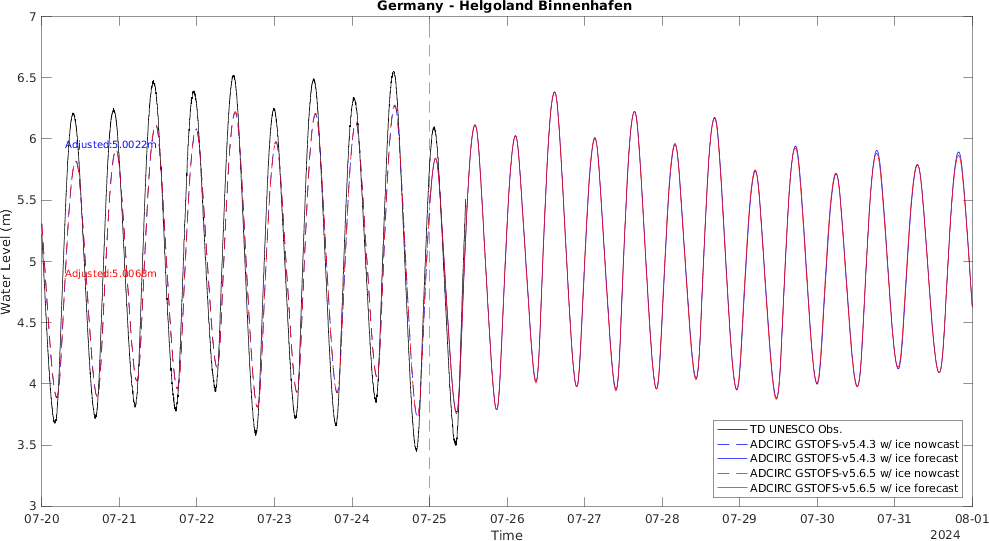 Germany - Helgoland Binnenhafen
7
6.5
6
5.5
5
4.5
4
3.5
3
Water Level (m)
Adjusted:5.0022m
Adjusted:5.0068m
TD UNESCO Obs.
ADCIRC GSTOFS-v5.4.3 w/ ice nowcast
ADCIRC GSTOFS-v5.4.3 w/ ice forecast
ADCIRC GSTOFS-v5.6.5 w/ ice nowcast
ADCIRC GSTOFS-v5.6.5 w/ ice forecast
07-20 07-21 07-22 07-23 07-24 07-25 07-26 07-27 07-28 07-29 07-30 07-31 08-01
Time
2024